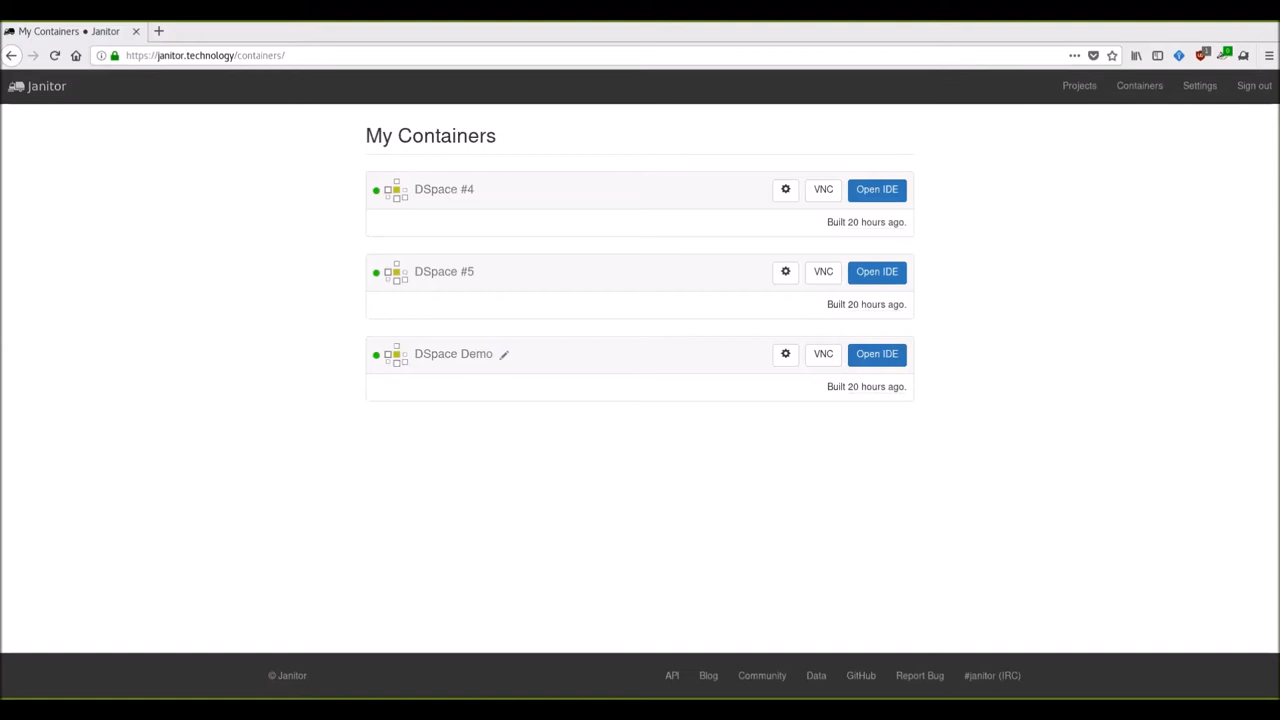 My Containers ● Janitor
https://janitor.technology/containers/
1
0
Janitor
Projects
Containers
Settings
Sign out
My Containers
DSpace #4
VNC
Open IDE
Built 20 hours ago.
DSpace #5
VNC
Open IDE
Built 20 hours ago.
DSpace Demo
VNC
Open IDE
Built 20 hours ago.
© Janitor
API
Blog
Community
Data
GitHub
Report Bug
#janitor (IRC)